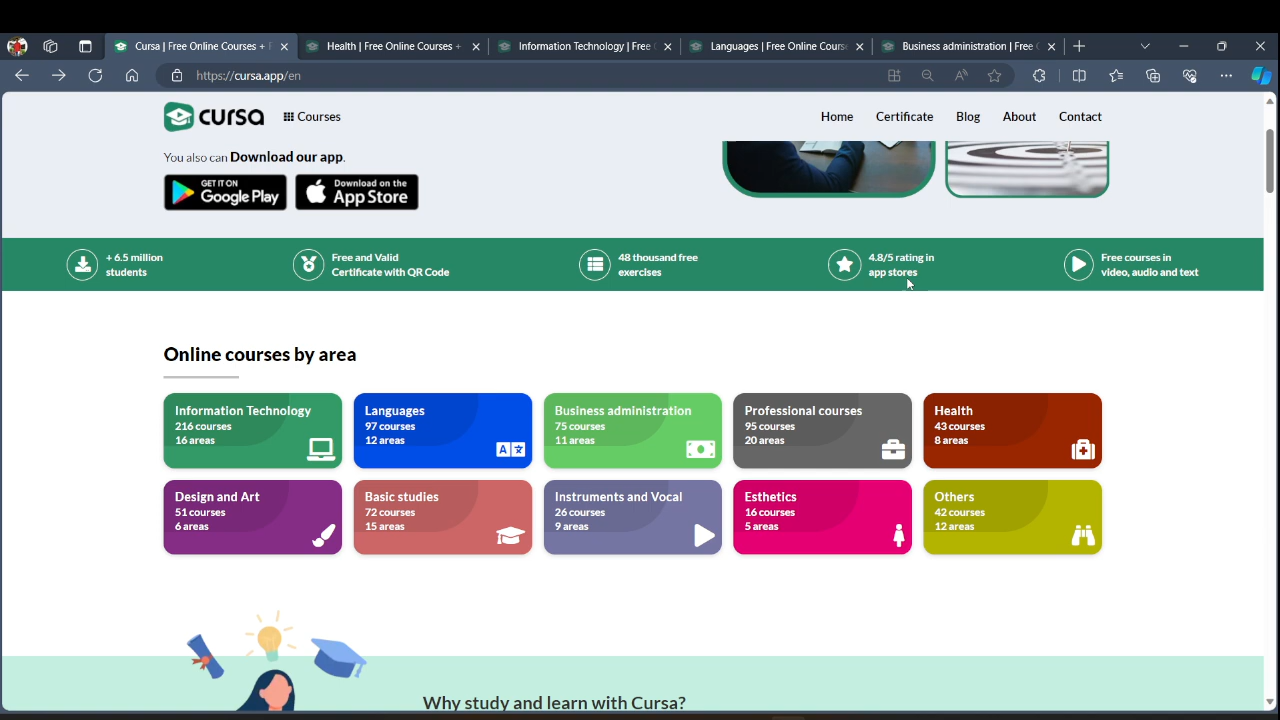 Cursa | Free Online Courses +
Health | Free Online Courses +
Information Technology | Free
Languages | Free Online Course
Business administration | Free
https://cursa.app/en
cursa
Courses
Home
Certificate
Blog
About
Contact
You also can Download our app.
GET IT ON
Google Play
Download on the
App Store
+ 6.5 million
students
Free and Valid
Certificate with QR Code
48 thousand free
exercises
4.8/5 rating in
app stores
Free courses in
video, audio and text
Online courses by area
Information Technology
216 courses
16 areas
Languages
97 courses
12 areas
Business administration
75 courses
11 areas
Professional courses
95 courses
20 areas
Health
43 courses
8 areas
Design and Art
51 courses
6 areas
Basic studies
72 courses
15 areas
Instruments and Vocal
26 courses
9 areas
Esthetics
16 courses
5 areas
Others
42 courses
12 areas
Why study and learn with Cursa?